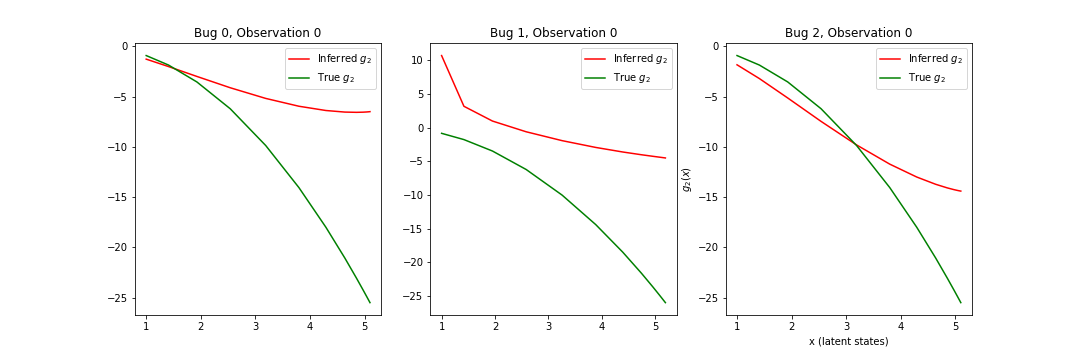 Bug 0, Observation 0
Inferred g₂
True g₂
0
−5
−10
−15
−20
−25
1 2 3 4 5
Bug 1, Observation 0
Inferred g₂
True g₂
10
5
0
−5
−10
−15
−20
−25
1 2 3 4 5
Bug 2, Observation 0
Inferred g₂
True g₂
g₂(x)
0
−5
−10
−15
−20
−25
1 2 3 4 5
x (latent states)